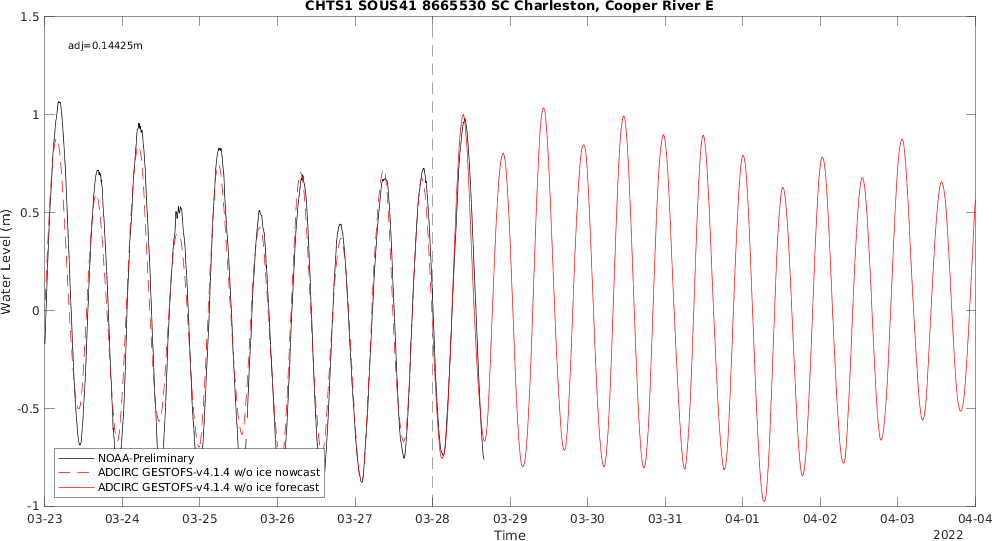 CHTS1 SOUS41 8665530 SC Charleston, Cooper River E
adj=0.14425m
1.5
1
0.5
0
-0.5
-1
Water Level (m)
NOAA-Preliminary
ADCIRC GESTOFS-v4.1.4 w/o ice nowcast
ADCIRC GESTOFS-v4.1.4 w/o ice forecast
03-23 03-24 03-25 03-26 03-27 03-28 03-29 03-30 03-31 04-01 04-02 04-03 04-04
Time
2022